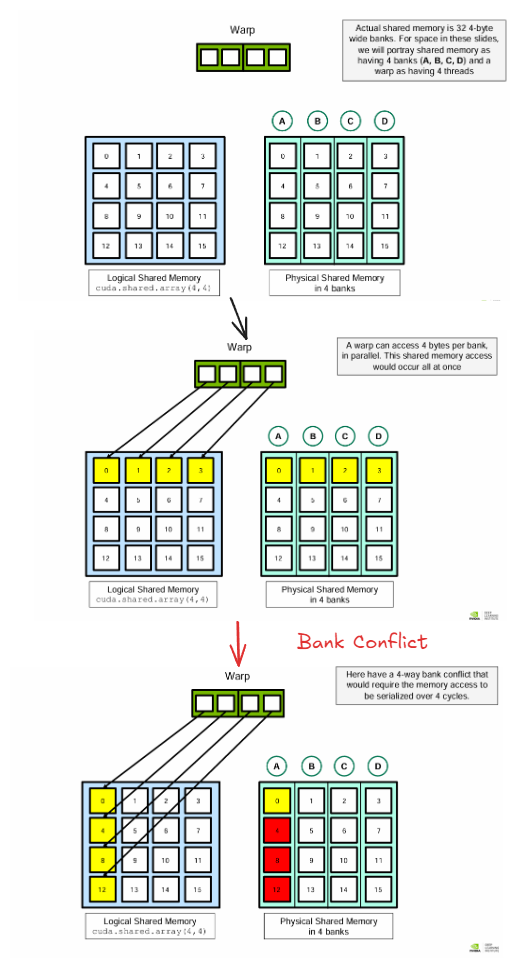 Warp
Actual shared memory is 32 4-byte
wide banks. For space in these slides,
we will portray shared memory as
having 4 banks (A, B, C, D) and a
warp as having 4 threads
A B C D
0 1 2 3 0 1 2 3
4 5 6 7 4 5 6 7
8 9 10 11 8 9 10 11
12 13 14 15 12 13 14 15
Logical Shared Memory
cuda.shared.array(4,4)
Physical Shared Memory
in 4 banks
Warp
A warp can access 4 bytes per bank,
in parallel. This shared memory access
would occur all at once
A B C D
0 1 2 3 0 1 2 3
4 5 6 7 4 5 6 7
8 9 10 11 8 9 10 11
12 13 14 15 12 13 14 15
Logical Shared Memory
cuda.shared.array(4,4)
Physical Shared Memory
in 4 banks
NVIDIA DEEP LEARNING INSTITUTE
Bank Conflict
Warp
Here have a 4-way bank conflict that
would require the memory access to
be serialized over 4 cycles.
A B C D
0 1 2 3 0 1 2 3
4 5 6 7 4 5 6 7
8 9 10 11 8 9 10 11
12 13 14 15 12 13 14 15
Logical Shared Memory
cuda.shared.array(4,4)
Physical Shared Memory
in 4 banks
NVIDIA DEEP LEARNING INSTITUTE